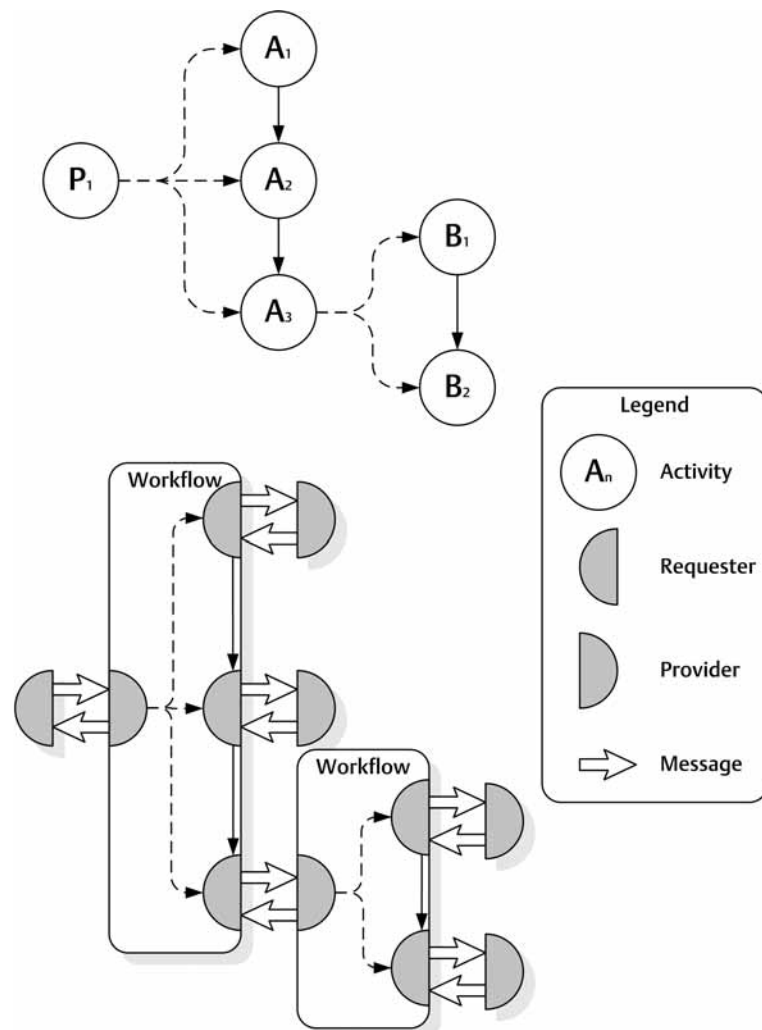 A1
P1
A2
B1
A3
B2
Legend
An
Activity
Workflow
Requester
Provider
Workflow
Message